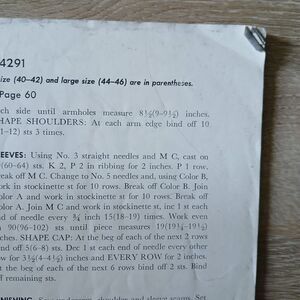 4291
ize (40-42) and large size (44-46) are in parentheses.
Page 60
ch side until armholes measure 8½(9-9½) inches.
HAPE SHOULDERS: At each arm edge bind off 10
1-12) sts 3 times.
EEVES: Using No. 3 straight needles and M C, cast on
(60-64) sts. K 2, P 2 in ribbing for 2 inches. P 1 row.
eak off M C. Change to No. 5 needles and, using Color B,
ork in stockinette st for 10 rows. Break off Color B. Join
olor A and work in stockinette st for 10 rows. Break off
olor A. Join M C and work in stockinette st, inc 1 st each
d of needle every ¾ inch 15(18-19) times. Work even
90(96-102) sts until piece measures 19(19½-19½)
ches. SHAPE CAP: At the beg of each of the next 2 rows
nd off 5(6-8) sts. Dec 1 st at each end of needle every
ow for 3½(4-4½) inches and EVERY ROW for 2 inches.
t the beg of each of the next 6 rows bind off 2 sts. Bind
f remaining sts.